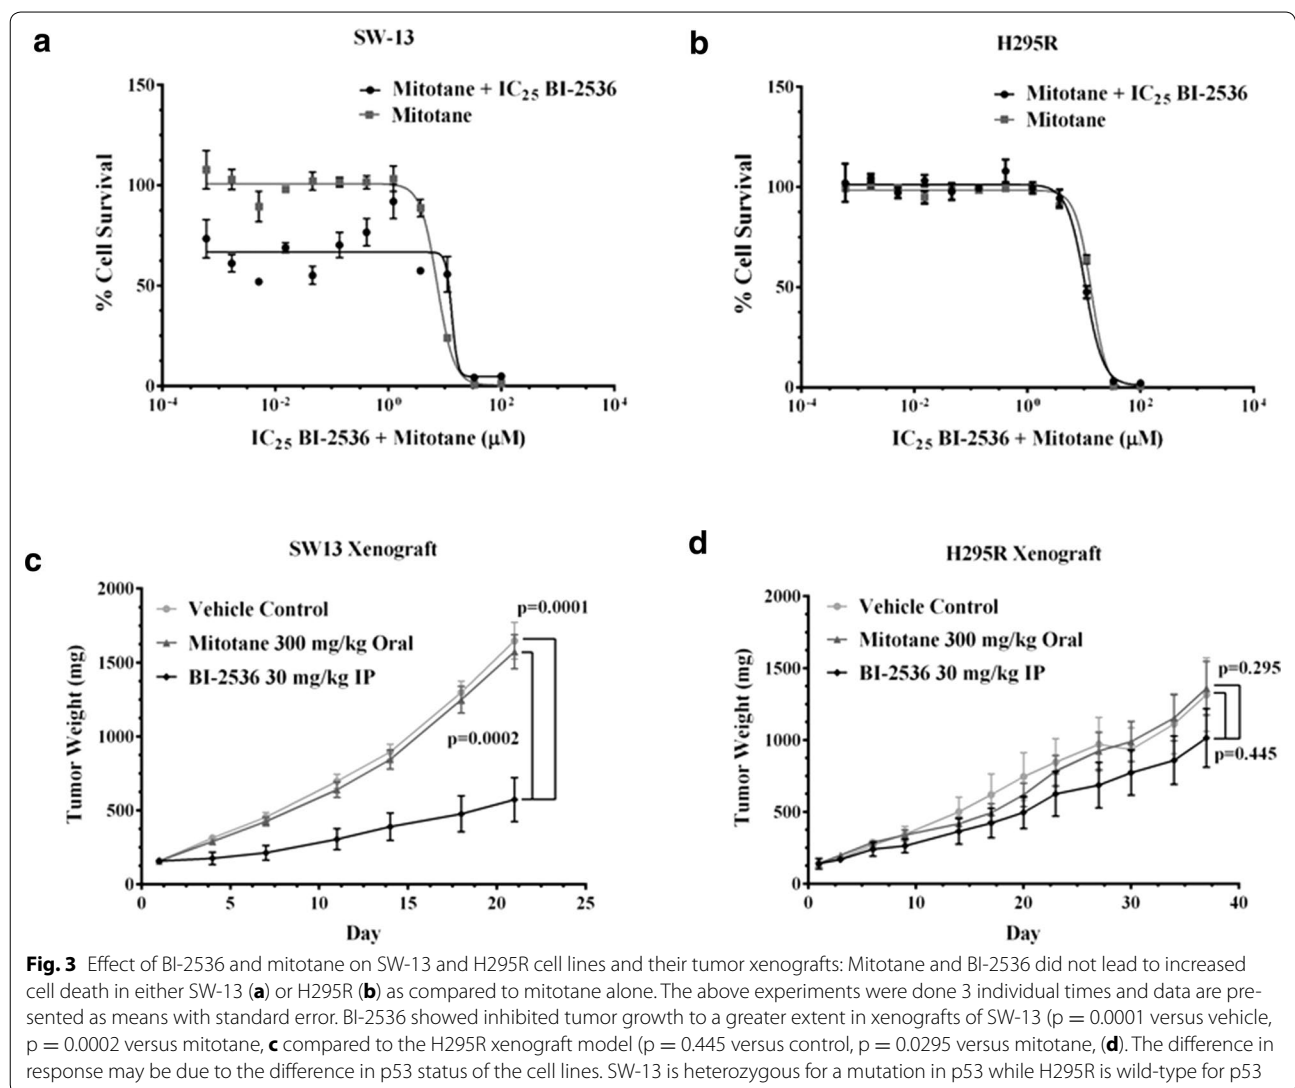 a
SW-13
150
100
50
0
% Cell Survival
Mitotane + IC25 BI-2536
Mitotane
10-4
10-2
100
102
104
IC25 BI-2536 + Mitotane (μM)
b
H295R
150
100
50
0
% Cell Survival
Mitotane + IC25 BI-2536
Mitotane
10-4
10-2
100
102
104
IC25 BI-2536 + Mitotane (μM)
c
SW13 Xenograft
2000
1500
1000
500
0
Tumor Weight (mg)
Vehicle Control
Mitotane 300 mg/kg Oral
BI-2536 30 mg/kg IP
p=0.0001
p=0.0002
0
5
10
15
20
25
Day
d
H295R Xenograft
2000
1500
1000
500
0
Tumor Weight (mg)
Vehicle Control
Mitotane 300 mg/kg Oral
BI-2536 30 mg/kg IP
p=0.295
p=0.445
0
10
20
30
40
Day
Fig. 3 Effect of BI-2536 and mitotane on SW-13 and H295R cell lines and their tumor xenografts: Mitotane and BI-2536 did not lead to increased
cell death in either SW-13 (a) or H295R (b) as compared to mitotane alone. The above experiments were done 3 individual times and data are pre-
sented as means with standard error. BI-2536 showed inhibited tumor growth to a greater extent in xenografts of SW-13 (p = 0.0001 versus vehicle,
p = 0.0002 versus mitotane, c compared to the H295R xenograft model (p = 0.445 versus control, p = 0.0295 versus mitotane, (d). The difference in
response may be due to the difference in p53 status of the cell lines. SW-13 is heterozygous for a mutation in p53 while H295R is wild-type for p53